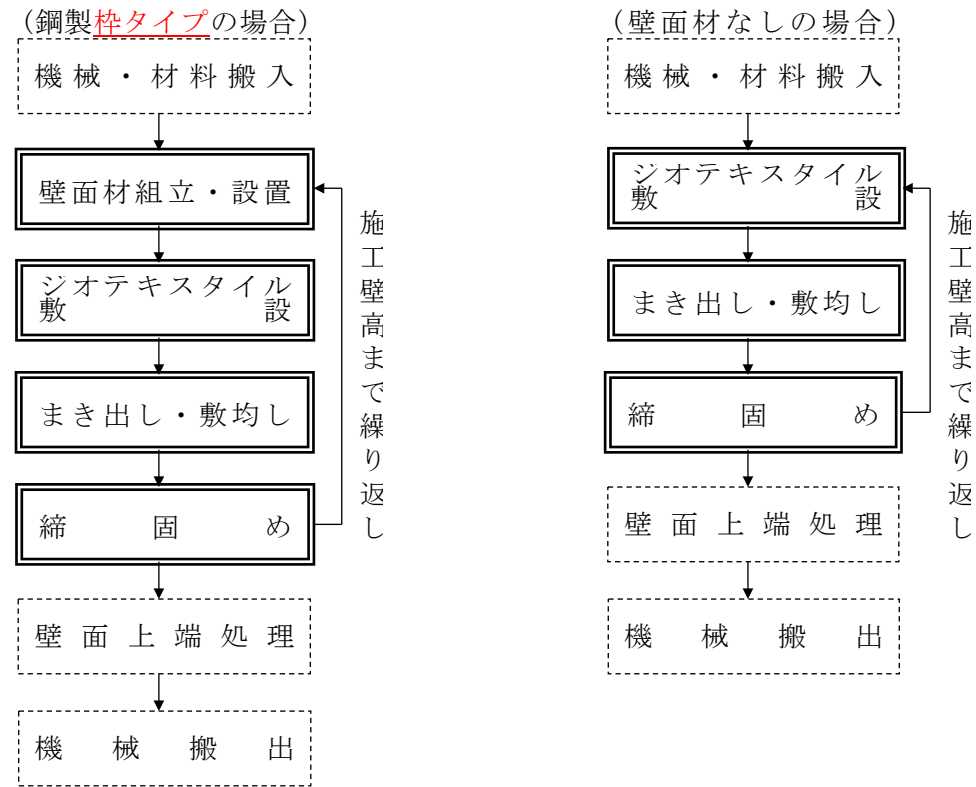 (鋼製枠タイプの場合)
機械・材料搬入
壁面材組立・設置
ジオテキスタイル
敷設
まき出し・敷均し
締固め
施工壁高まで繰り返し
壁面上端処理
機械搬出
(壁面材なしの場合)
機械・材料搬入
ジオテキスタイル
敷設
まき出し・敷均し
締固め
施工壁高まで繰り返し
壁面上端処理
機械搬出